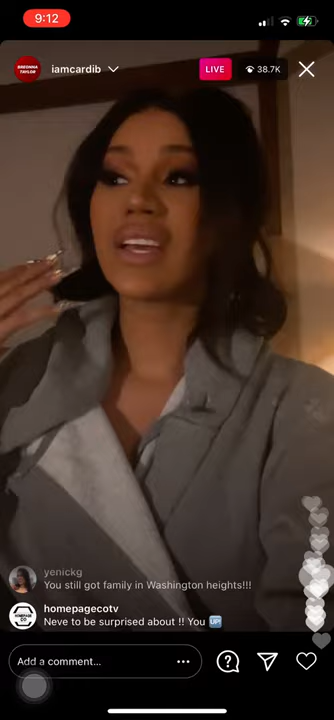 9:12
BREONNA
TAYLOR
iamcardib
LIVE
38.7K
yenickg
You still got family in Washington heights!!!
homepagecotv
Neve to be surprised about !! You UP!
Add a comment...